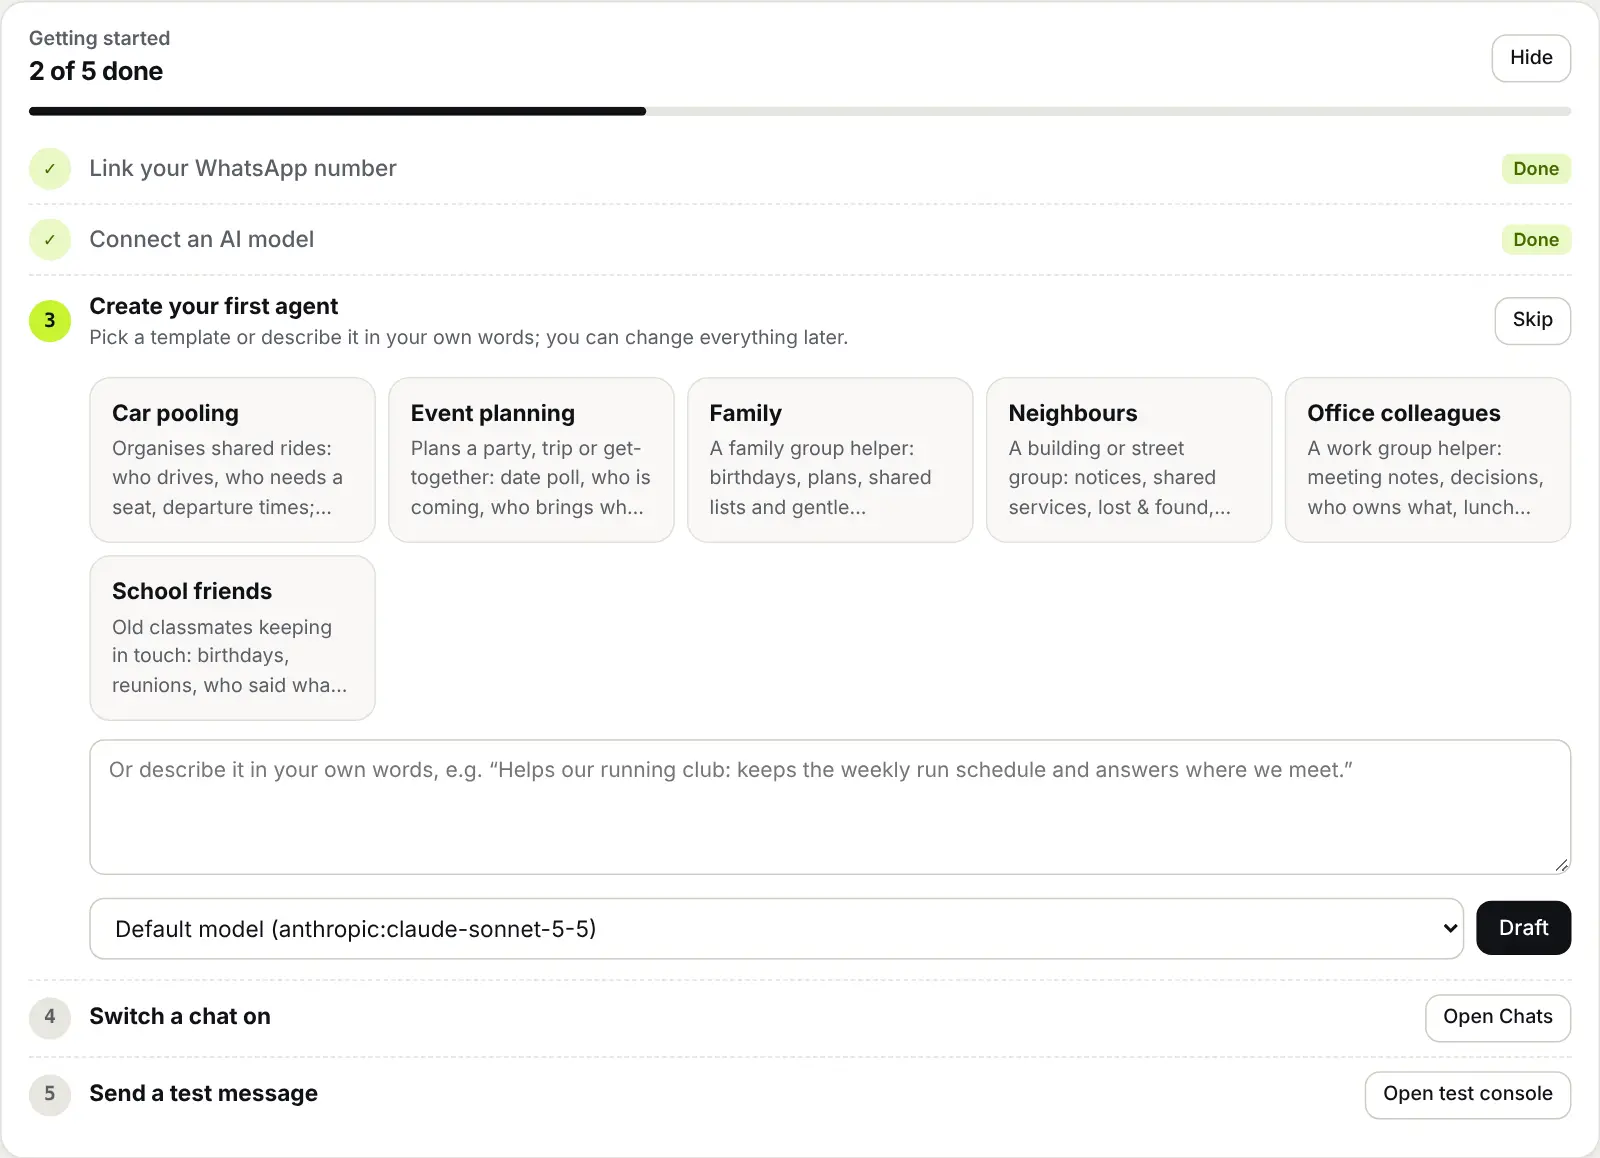 Getting started
2 of 5 done
Hide
✓ Link your WhatsApp number
Done
✓ Connect an AI model
Done
3 Create your first agent
Pick a template or describe it in your own words; you can change everything later.
Skip
Car pooling
Organises shared rides:
who drives, who needs a
seat, departure times;...
Event planning
Plans a party, trip or get-
together: date poll, who is
coming, who brings wh...
Family
A family group helper:
birthdays, plans, shared
lists and gentle...
Neighbours
A building or street
group: notices, shared
services, lost & found,...
Office colleagues
A work group helper:
meeting notes, decisions,
who owns what, lunch...
School friends
Old classmates keeping
in touch: birthdays,
reunions, who said wha...
Or describe it in your own words, e.g. “Helps our running club: keeps the weekly run schedule and answers where we meet.”
Default model (anthropic:claude-sonnet-5-5)
Draft
4 Switch a chat on
Open Chats
5 Send a test message
Open test console